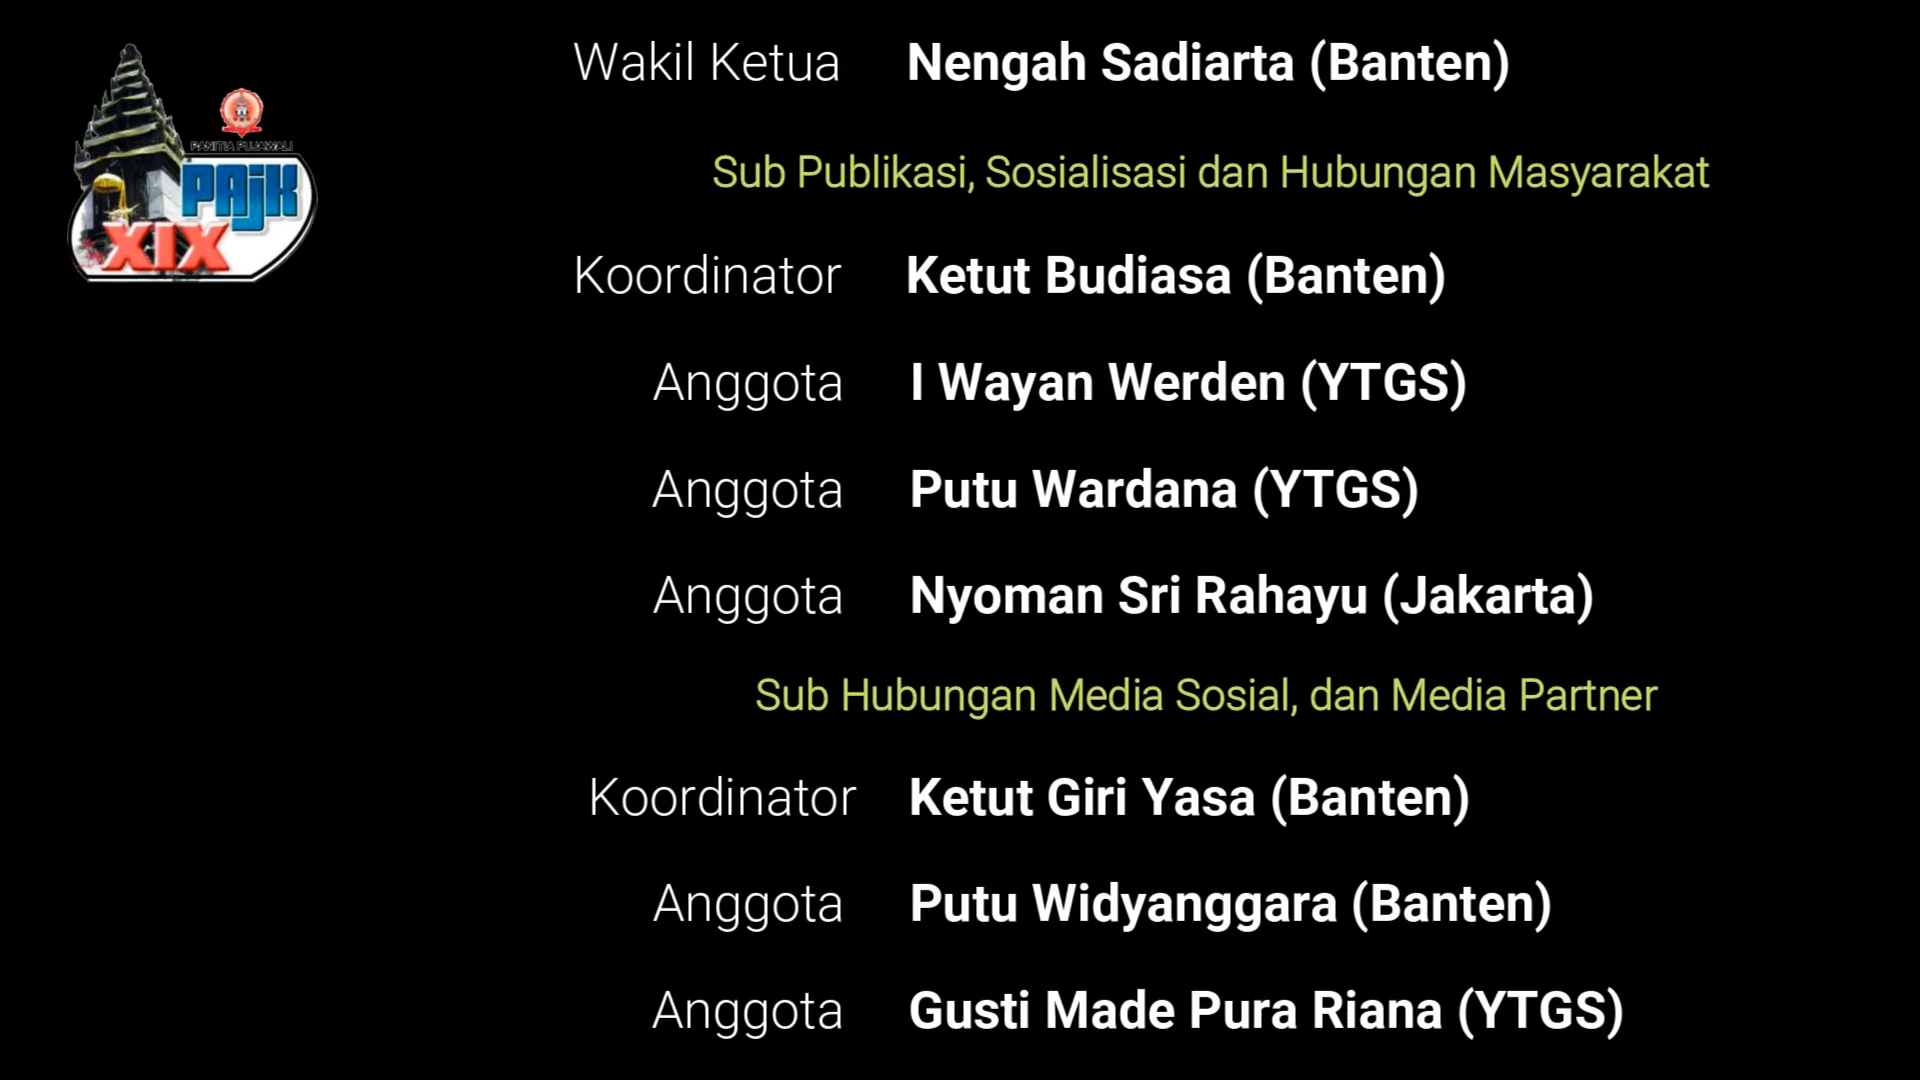 PANITIA PUJAWALI
PAjK
XIX
Wakil Ketua Nengah Sadiarta (Banten)
Sub Publikasi, Sosialisasi dan Hubungan Masyarakat
Koordinator Ketut Budiasa (Banten)
Anggota I Wayan Werden (YTGS)
Anggota Putu Wardana (YTGS)
Anggota Nyoman Sri Rahayu (Jakarta)
Sub Hubungan Media Sosial, dan Media Partner
Koordinator Ketut Giri Yasa (Banten)
Anggota Putu Widyanggara (Banten)
Anggota Gusti Made Pura Riana (YTGS)